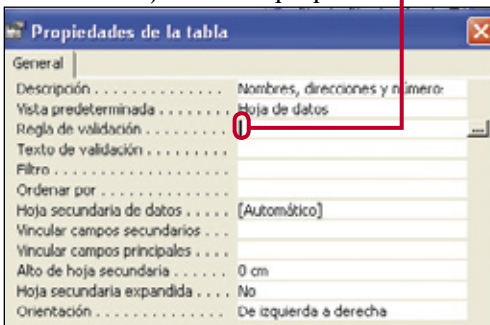 Propiedades de la tabla
General
Descripción . . . . . . . . . . . . . . Nombres, direcciones y número:
Vista predeterminada . . . . . . . . Hoja de datos
Regla de validación . . . . . . . . . ...
Texto de validación . . . . . . . . .
Filtro . . . . . . . . . . . . . . . . . . .
Ordenar por . . . . . . . . . . . . . .
Hoja secundaria de datos . . . . . [Automático]
Vincular campos secundarios . . .
Vincular campos principales . . . .
Alto de hoja secundaria . . . . . . 0 cm
Hoja secundaria expandida . . . . No
Orientación . . . . . . . . . . . . . . De izquierda a derecha